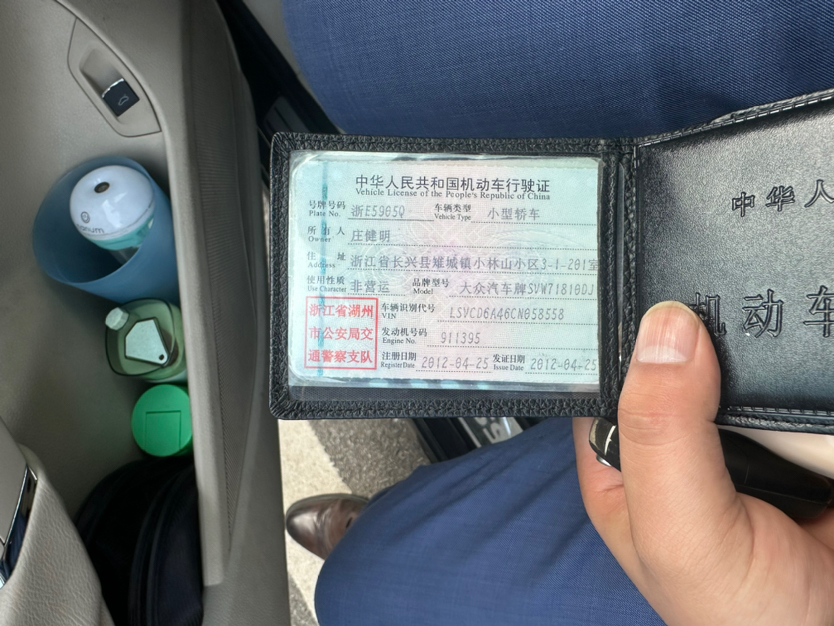 中华人民共和国机动车行驶证
Vehicle License of the People's Republic of China
号牌号码 浙E5905Q 车辆类型 小型轿车
Plate No. Vehicle Type
所有人 庄健明
Owner
住址 浙江省长兴县雉城镇小林山小区3-1-201室
Address
使用性质 非营运 品牌型号 大众汽车牌SVW71810DJ
Use Character Model
浙江省湖州
市公安局交
通警察支队
车辆识别代号 LSVCD6A46CN058558
VIN
发动机号码 911395
Engine No.
注册日期 2012-04-25 发证日期 2012-04-25
Register Date Issue Date
中华人
机动车